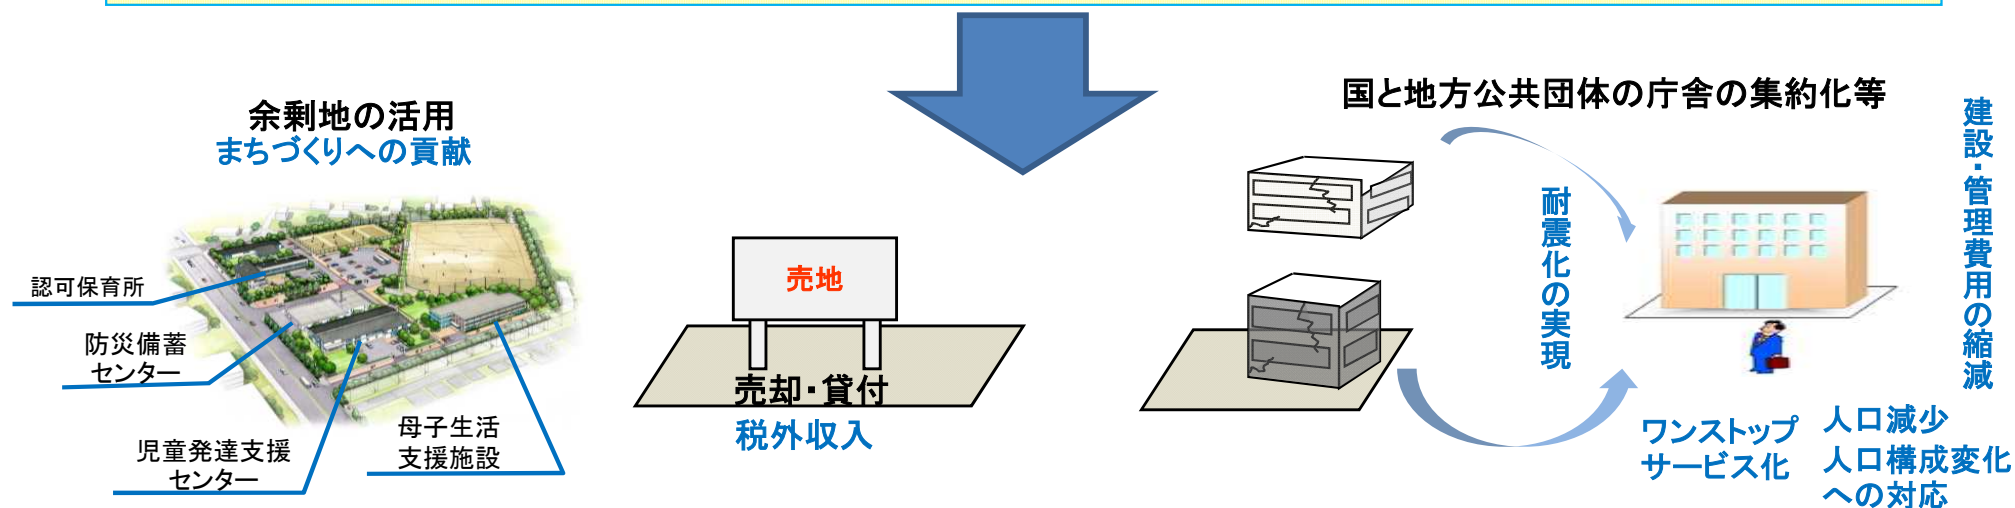 余剰地の活用
まちづくりへの貢献
認可保育所
防災備蓄
センター
児童発達支援
センター
母子生活
支援施設
売地
売却・貸付
税外収入
国と地方公共団体の庁舎の集約化等
耐震化の実現
建設・管理費用の縮減
ワンストップ
サービス化
人口減少
人口構成変化
への対応